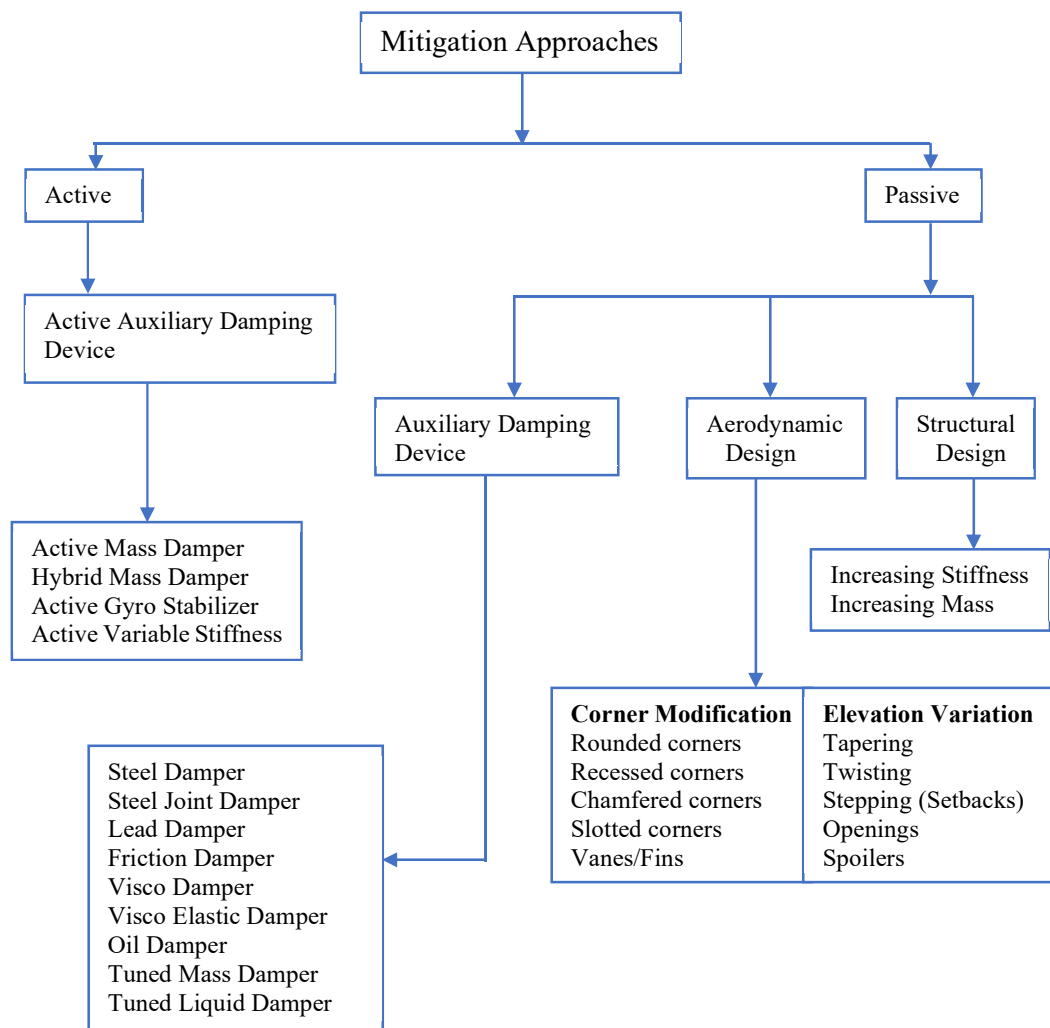 Mitigation Approaches
Active
Passive
Active Auxiliary Damping
Device
Auxiliary Damping
Device
Aerodynamic
Design
Structural
Design
Active Mass Damper
Hybrid Mass Damper
Active Gyro Stabilizer
Active Variable Stiffness
Increasing Stiffness
Increasing Mass
Corner Modification
Rounded corners
Recessed corners
Chamfered corners
Slotted corners
Vanes/Fins
Elevation Variation
Tapering
Twisting
Stepping (Setbacks)
Openings
Spoilers
Steel Damper
Steel Joint Damper
Lead Damper
Friction Damper
Visco Damper
Visco Elastic Damper
Oil Damper
Tuned Mass Damper
Tuned Liquid Damper